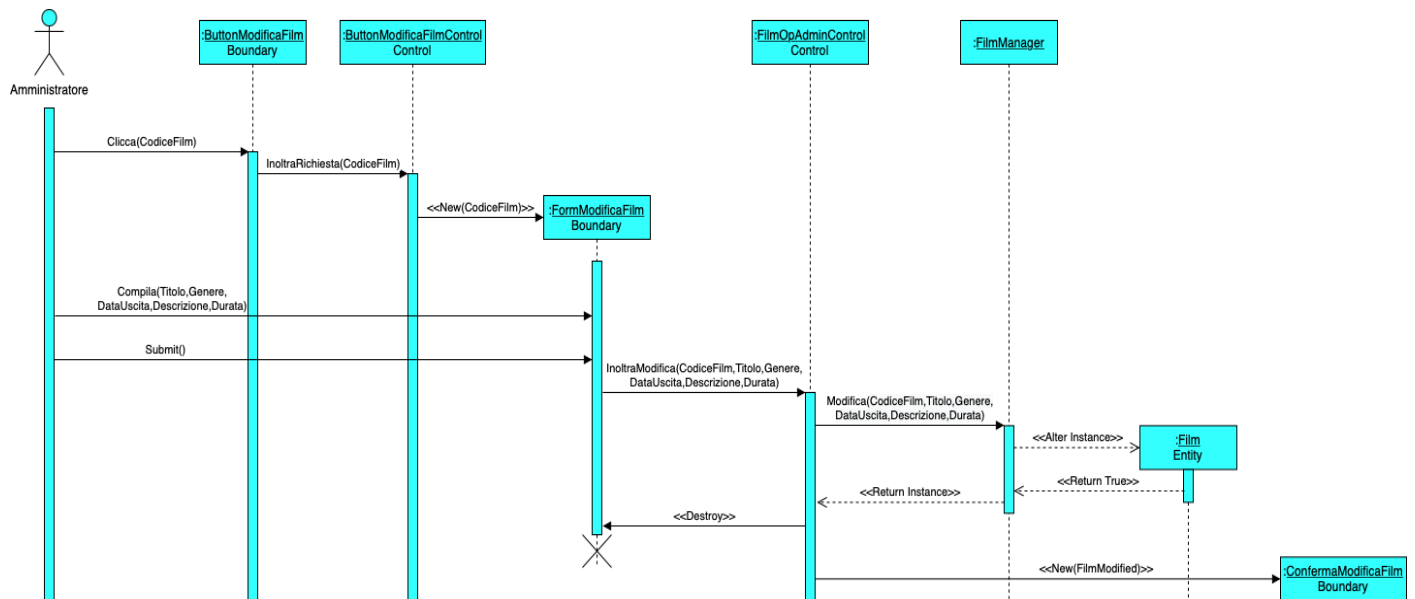 :ButtonModificaFilm
Boundary
:ButtonModificaFilmControl
Control
:FilmOpAdminControl
Control
:FilmManager
Amministratore
Clicca(CodiceFilm)
InoltraRichiesta(CodiceFilm)
<<New(CodiceFilm)>>
:FormModificaFilm
Boundary
Compila(Titolo,Genere,
DataUscita,Descrizione,Durata)
Submit()
InoltraModifica(CodiceFilm,Titolo,Genere,
DataUscita,Descrizione,Durata)
Modifica(CodiceFilm,Titolo,Genere,
DataUscita,Descrizione,Durata)
<<Alter Instance>>
:Film
Entity
<<Return True>>
<<Return Instance>>
<<Destroy>>
<<New(FilmModified)>>
:ConfermaModificaFilm
Boundary